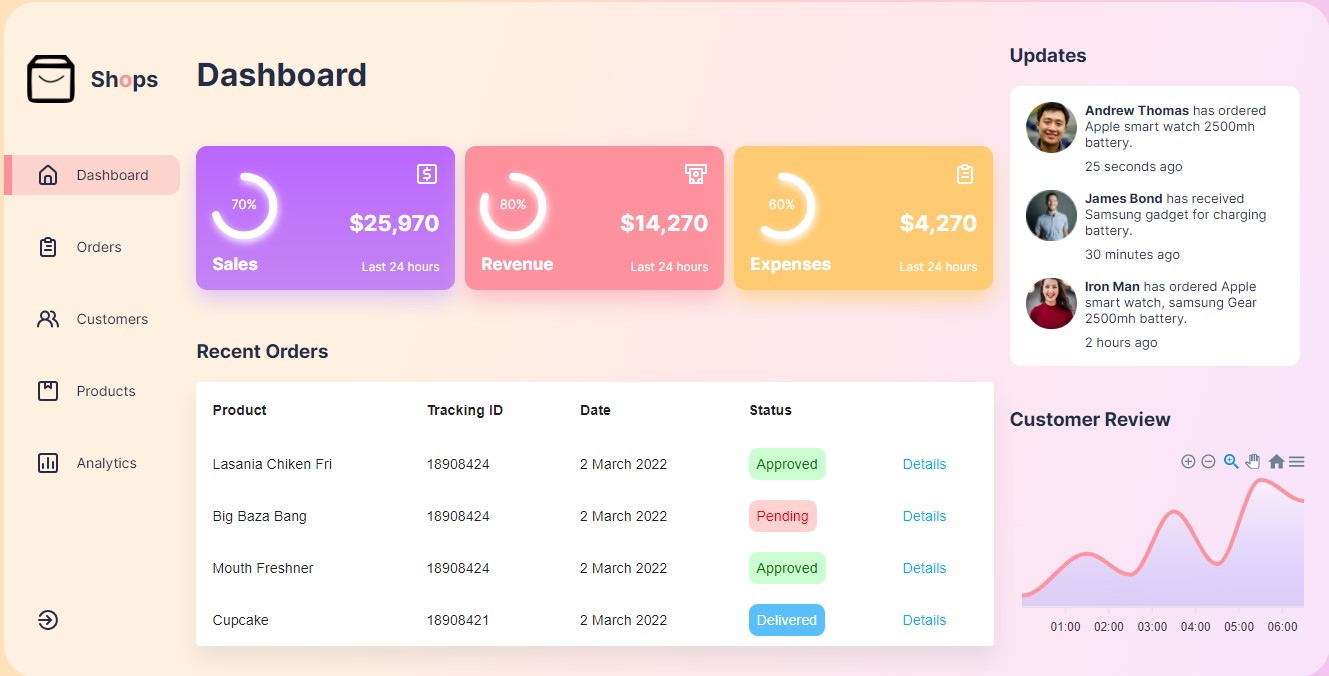 Shops
Dashboard
Orders
Customers
Products
Analytics
Dashboard
70%
$25,970
Sales
Last 24 hours
80%
$14,270
Revenue
Last 24 hours
60%
$4,270
Expenses
Last 24 hours
Recent Orders
Product Tracking ID Date Status
Lasania Chiken Fri 18908424 2 March 2022 Approved Details
Big Baza Bang 18908424 2 March 2022 Pending Details
Mouth Freshner 18908424 2 March 2022 Approved Details
Cupcake 18908421 2 March 2022 Delivered Details
Updates
Andrew Thomas has ordered
Apple smart watch 2500mh
battery.
25 seconds ago
James Bond has received
Samsung gadget for charging
battery.
30 minutes ago
Iron Man has ordered Apple
smart watch, samsung Gear
2500mh battery.
2 hours ago
Customer Review
01:00 02:00 03:00 04:00 05:00 06:00